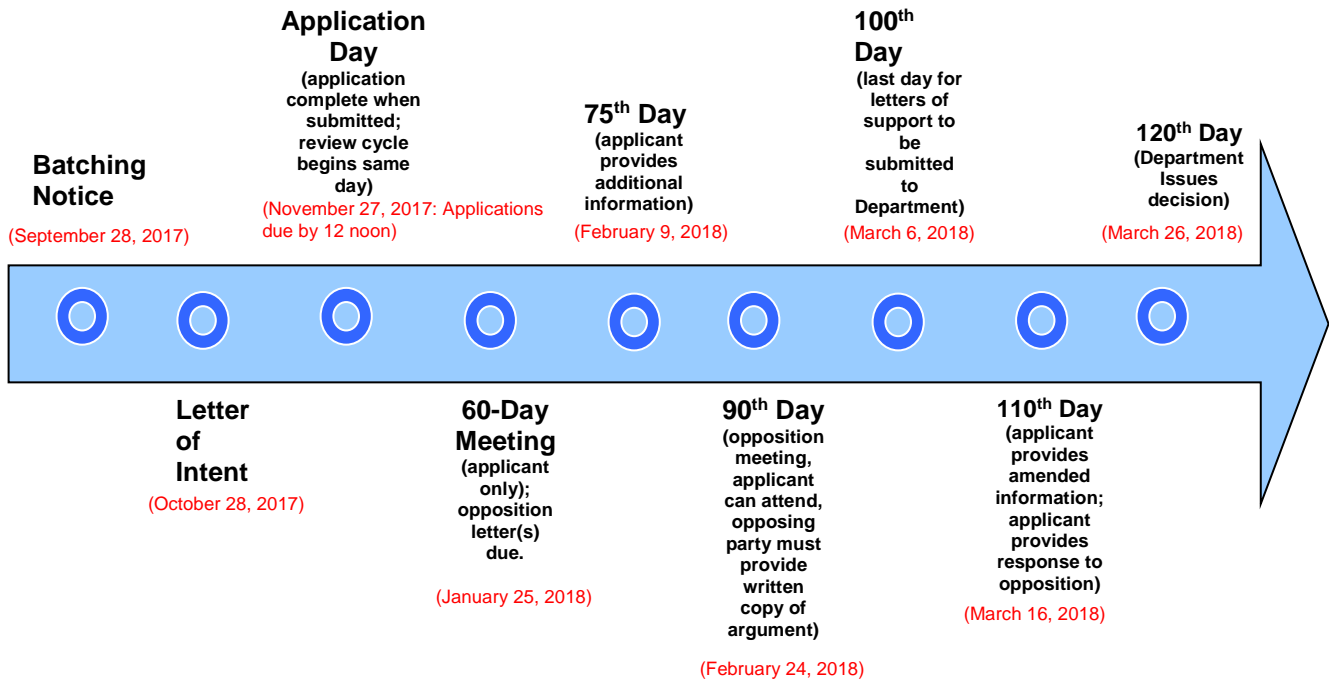 Batching
Notice
(September 28, 2017)
Letter
of
Intent
(October 28, 2017)
Application
Day
(application
complete when
submitted;
review cycle
begins same
day)
(November 27, 2017: Applications
due by 12 noon)
60-Day
Meeting
(applicant
only);
opposition
letter(s)
due.
(January 25, 2018)
75th Day
(applicant
provides
additional
information)
(February 9, 2018)
90th Day
(opposition
meeting,
applicant
can attend,
opposing
party must
provide
written
copy of
argument)
(February 24, 2018)
100th
Day
(last day for
letters of
support to
be
submitted
to
Department)
(March 6, 2018)
110th Day
(applicant
provides
amended
information;
applicant
provides
response to
opposition)
(March 16, 2018)
120th Day
(Department
Issues
decision)
(March 26, 2018)